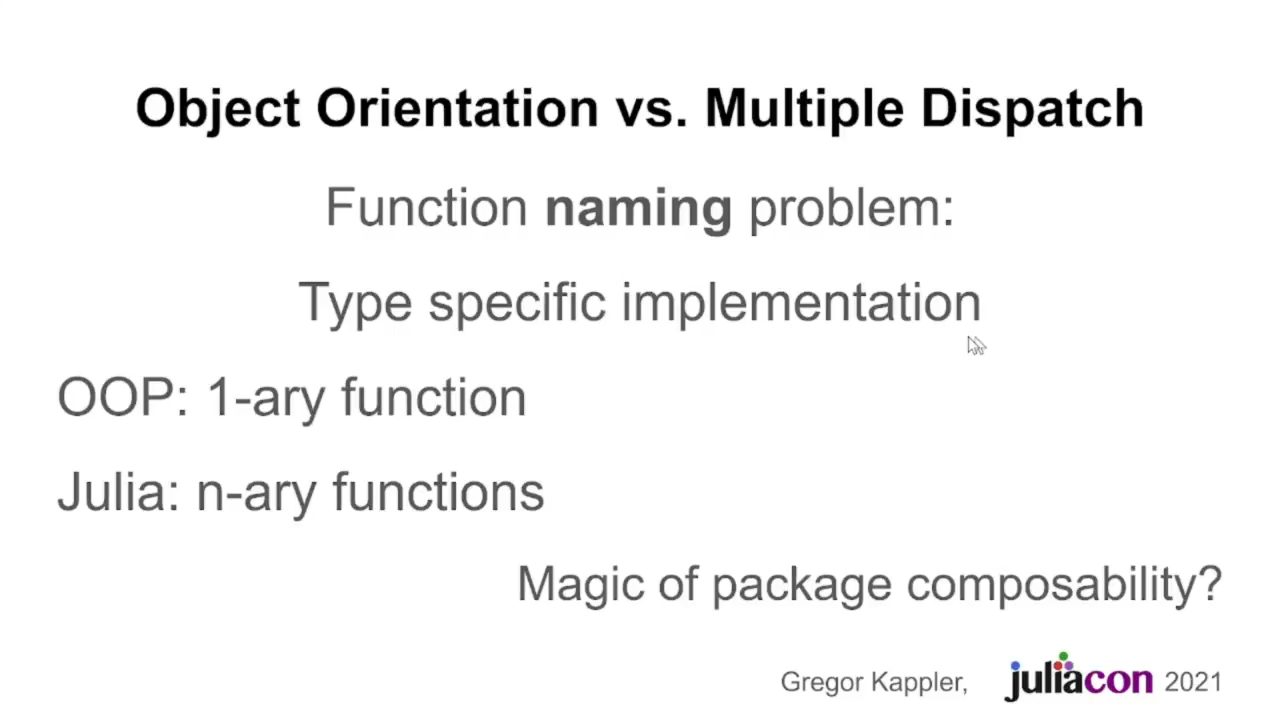 Object Orientation vs. Multiple Dispatch
Function naming problem:
Type specific implementation
OOP: 1-ary function
Julia: n-ary functions
Magic of package composability?
Gregor Kappler, juliacon 2021